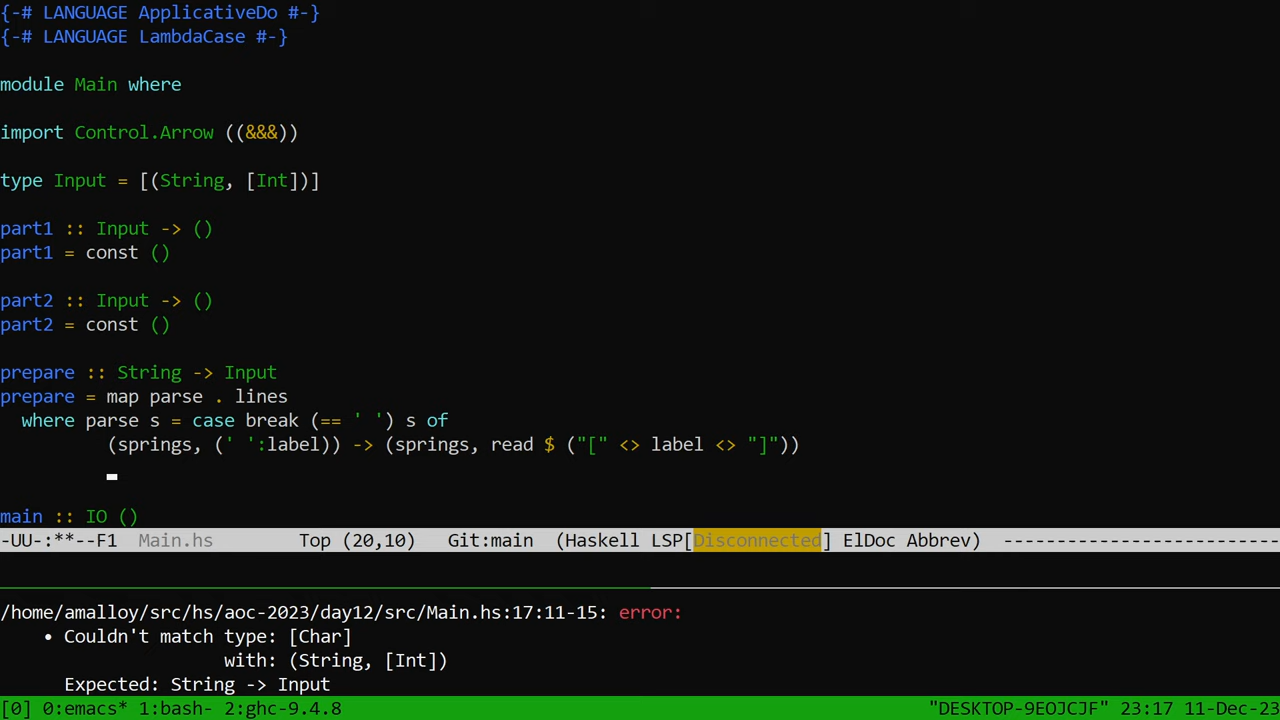 {-# LANGUAGE ApplicativeDo #-}
{-# LANGUAGE LambdaCase #-}
module Main where
import Control.Arrow ((&&&))
type Input = [(String, [Int])]
part1 :: Input -> ()
part1 = const ()
part2 :: Input -> ()
part2 = const ()
prepare :: String -> Input
prepare = map parse . lines
  where parse s = case break (== ' ') s of
          (springs, (' ':label)) -> (springs, read $ ("[" <> label <> "]"))
main :: IO ()
-UU-:**--F1  Main.hs        Top (20,10)   Git:main  (Haskell LSP[Disconnected] ElDoc Abbrev)  --------------------------
/home/amalloy/src/hs/aoc-2023/day12/src/Main.hs:17:11-15: error:
    • Couldn't match type: [Char]
                     with: (String, [Int])
      Expected: String -> Input
[0] 0:emacs* 1:bash- 2:ghc-9.4.8 "DESKTOP-9EOJCJF" 23:17 11-Dec-23